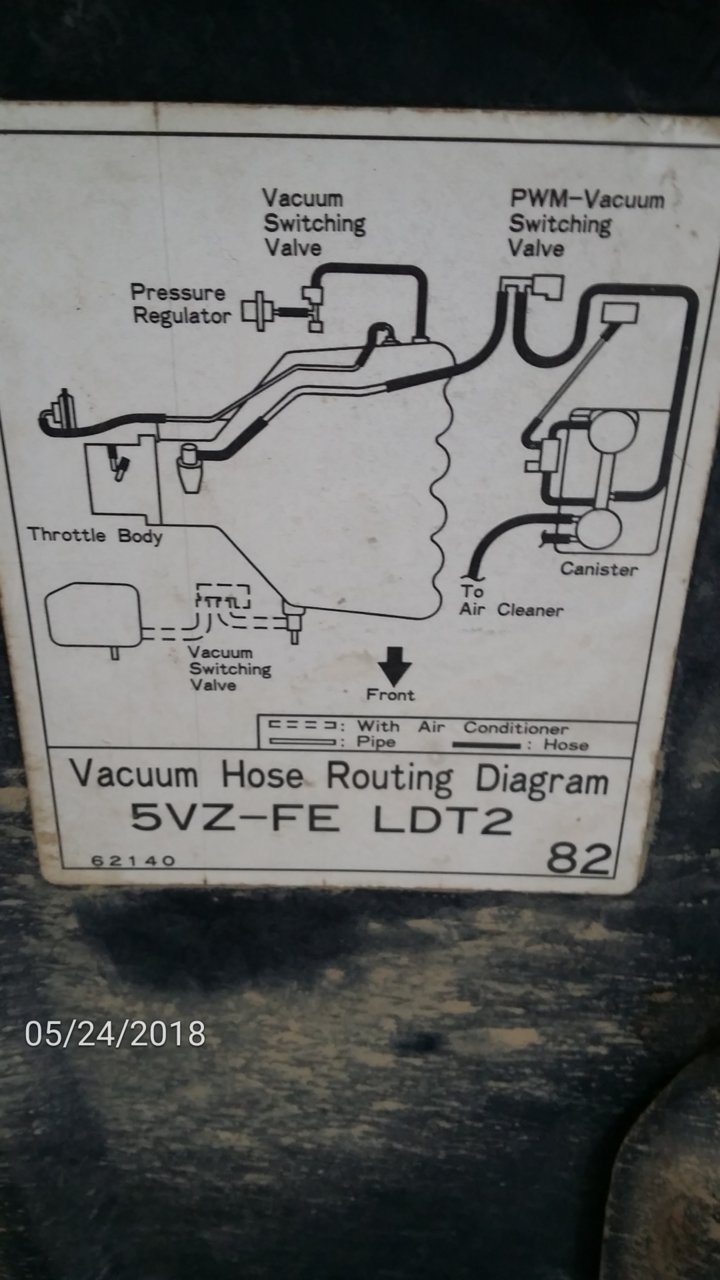 Vacuum
Switching
Valve
PWM-Vacuum
Switching
Valve
Pressure
Regulator
Throttle Body
Canister
To
Air Cleaner
Vacuum
Switching
Valve
Front
: With Air Conditioner
: Pipe
: Hose
Vacuum Hose Routing Diagram
5VZ-FE LDT2
62140
82
05/24/2018